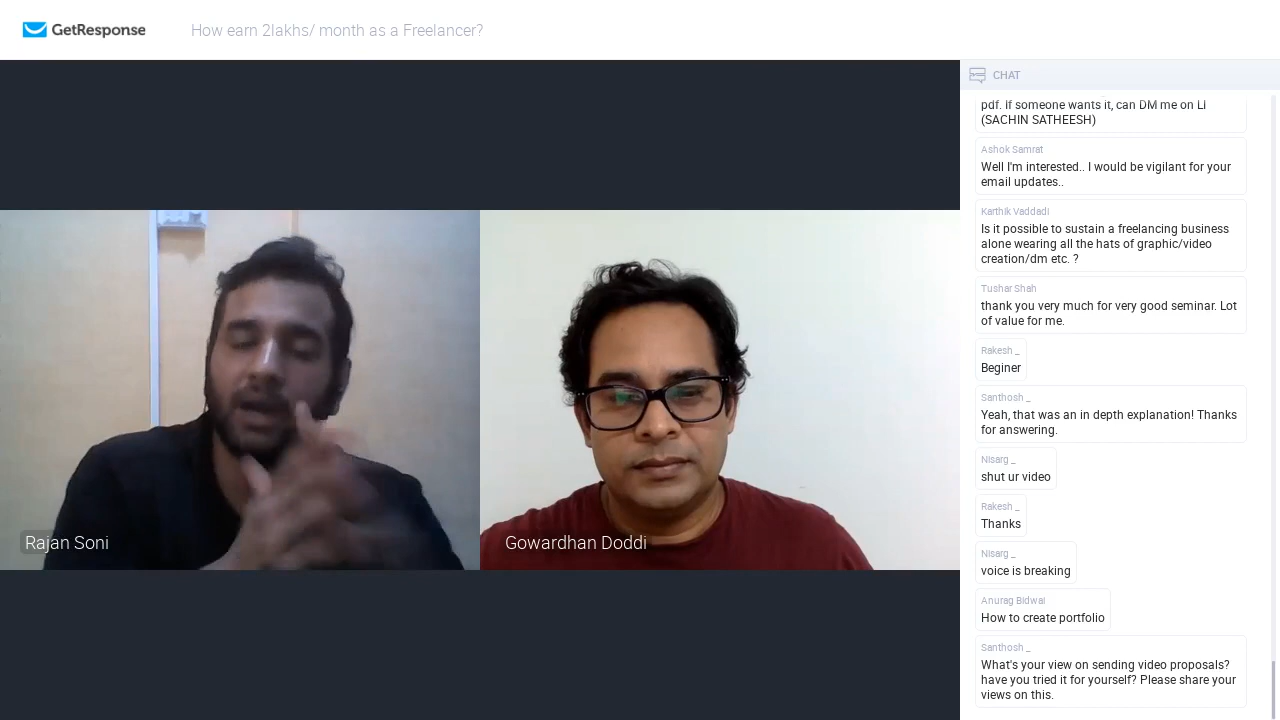 GetResponse
How earn 2lakhs/ month as a Freelancer?
CHAT
pdf. If someone wants it, can DM me on LI
(SACHIN SATHEESH)
Ashok Samrat
Well I'm interested.. I would be vigilant for your
email updates..
Karthik Vaddadi
Is it possible to sustain a freelancing business
alone wearing all the hats of graphic/video
creation/dm etc. ?
Tushar Shah
thank you very much for very good seminar. Lot
of value for me.
Rakesh _
Beginer
Santhosh _
Yeah, that was an in depth explanation! Thanks
for answering.
Nisarg _
shut ur video
Rakesh _
Thanks
Nisarg _
voice is breaking
Anurag Bidwai
How to create portfolio
Santhosh _
What's your view on sending video proposals?
have you tried it for yourself? Please share your
views on this.
Rajan Soni
Gowardhan Doddi